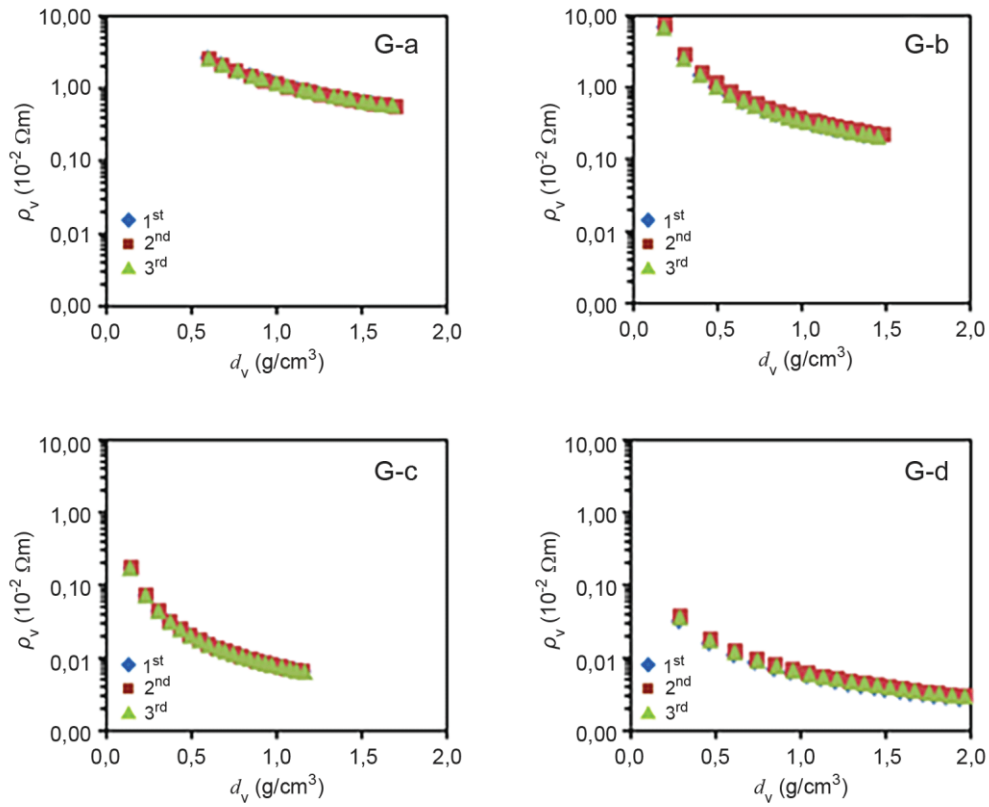 10,00
1,00
0,10
0,01
0,00
ρv (10⁻² Ωm)
G-a
1st
2nd
3rd
0,0 0,5 1,0 1,5 2,0
dv (g/cm³)
10,00
1,00
0,10
0,01
0,00
ρv (10⁻² Ωm)
G-b
1st
2nd
3rd
0,0 0,5 1,0 1,5 2,0
dv (g/cm³)
10,00
1,00
0,10
0,01
0,00
ρv (10⁻² Ωm)
G-c
1st
2nd
3rd
0,0 0,5 1,0 1,5 2,0
dv (g/cm³)
10,00
1,00
0,10
0,01
0,00
ρv (10⁻² Ωm)
G-d
1st
2nd
3rd
0,0 0,5 1,0 1,5 2,0
dv (g/cm³)